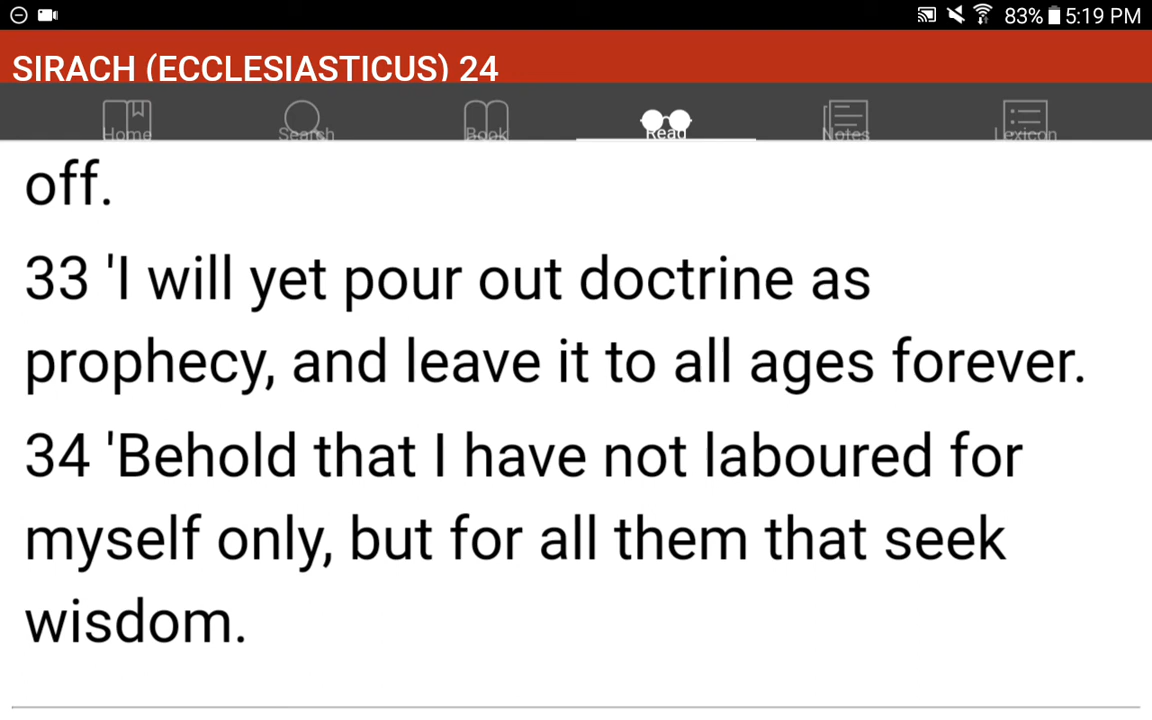 83% 5:19 PM
SIRACH (ECCLESIASTICUS) 24
Home Search Book Read Notes Lexicon
off.
33 'I will yet pour out doctrine as
prophecy, and leave it to all ages forever.
34 'Behold that I have not laboured for
myself only, but for all them that seek
wisdom.